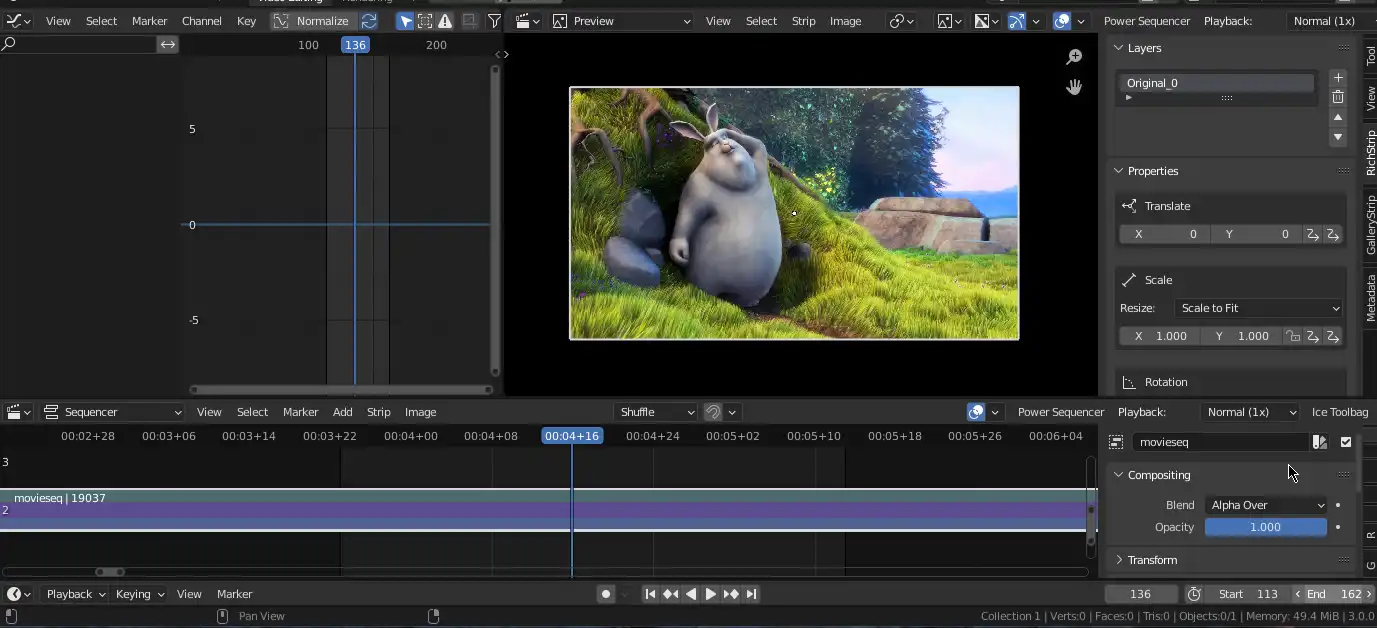 View Select Marker Channel Key Normalize Preview View Select Strip Image Power Sequencer Playback: Normal (1x)
100 136 200
5
0
-5
Layers
Original_0
Properties
Translate
X 0 Y 0
Scale
Resize: Scale to Fit
X 1.000 Y 1.000
Rotation
Tool
View
RichStrip
GalleryStrip
Metadata
Sequencer View Select Marker Add Strip Image Shuffle Power Sequencer Playback: Normal (1x) Ice Toolbag
00:02+28 00:03+06 00:03+14 00:03+22 00:04+00 00:04+08 00:04+16 00:04+24 00:05+02 00:05+10 00:05+18 00:05+26 00:06+04
3
movieseq | 19037
2
movieseq
Compositing
Blend Alpha Over
Opacity 1.000
Transform
R
G
Playback Keying View Marker 136 Start 113 End 162
Pan View Collection 1 | Verts:0 | Faces:0 | Tris:0 | Objects:0/1 | Memory: 49.4 MiB | 3.0.0